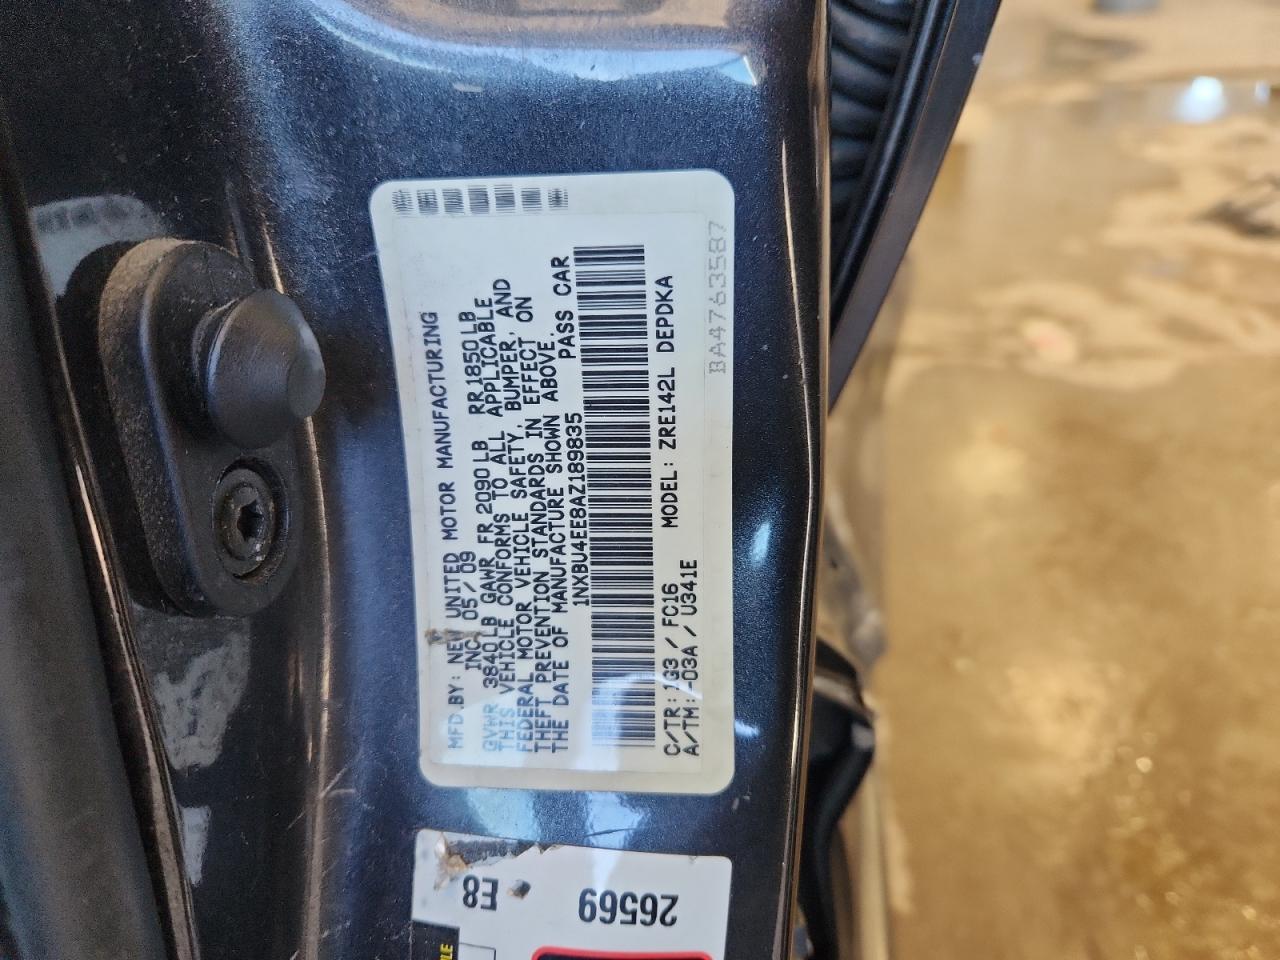 MFD.BY: NEW UNITED MOTOR MANUFACTURING
INC. 05/09
GVWR 3840LB GAWR FR 2090LB RR 1850LB
THIS VEHICLE CONFORMS TO ALL APPLICABLE
FEDERAL MOTOR VEHICLE SAFETY, BUMPER, AND
THEFT PREVENTION STANDARDS IN EFFECT ON
THE DATE OF MANUFACTURE SHOWN ABOVE.
1NXBU4EE8AZ189835 PASS CAR
C/TR: 1G3 / FC16 MODEL: ZRE142L DEPDKA
A/TM: -03A / U341E
BA4763587
26569
E8